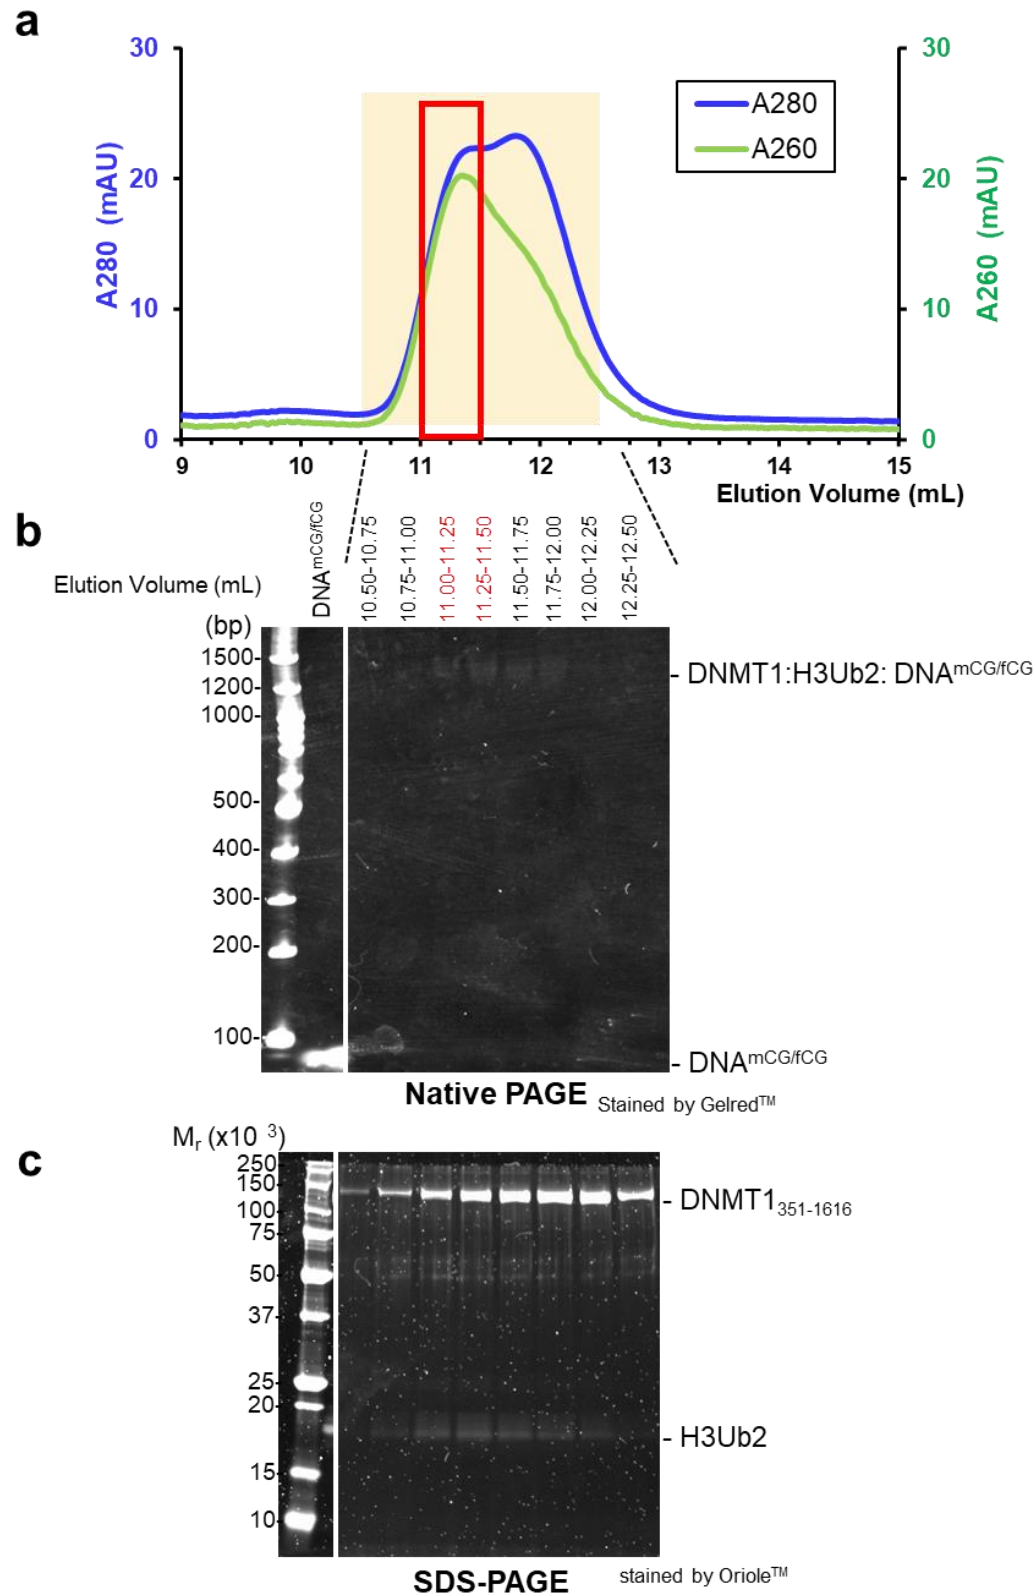 a
30
30
A280
A260
20
20
A280 (mAU)
A260 (mAU)
10
10
0
0
9
10
11
12
13
14
15
Elution Volume (mL)
b
Elution Volume (mL)
DNAmCG/fCG
10.50-10.75
10.75-11.00
11.00-11.25
11.25-11.50
11.50-11.75
11.75-12.00
12.00-12.25
12.25-12.50
(bp)
1500-
1200-
1000-
500-
400-
300-
200-
100-
- DNMT1:H3Ub2: DNAmCG/fCG
- DNAmCG/fCG
Native PAGE Stained by Gelred™
c
Mr (x10 3)
250
150
100
75
50
37
25
20
15
10
- DNMT1351-1616
- H3Ub2
SDS-PAGE stained by Oriole™